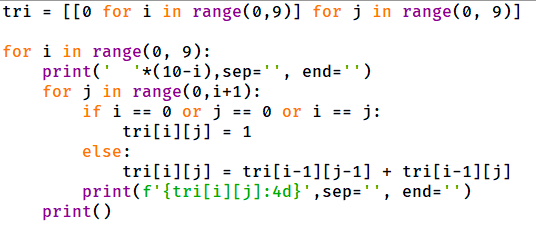 tri = [[0 for i in range(0,9)] for j in range(0, 9)]

for i in range(0, 9):
    print('  '*(10-i),sep='', end='')
    for j in range(0,i+1):
        if i == 0 or j == 0 or i == j:
            tri[i][j] = 1
        else:
            tri[i][j] = tri[i-1][j-1] + tri[i-1][j]
        print(f'{tri[i][j]:4d}',sep='', end='')
    print()